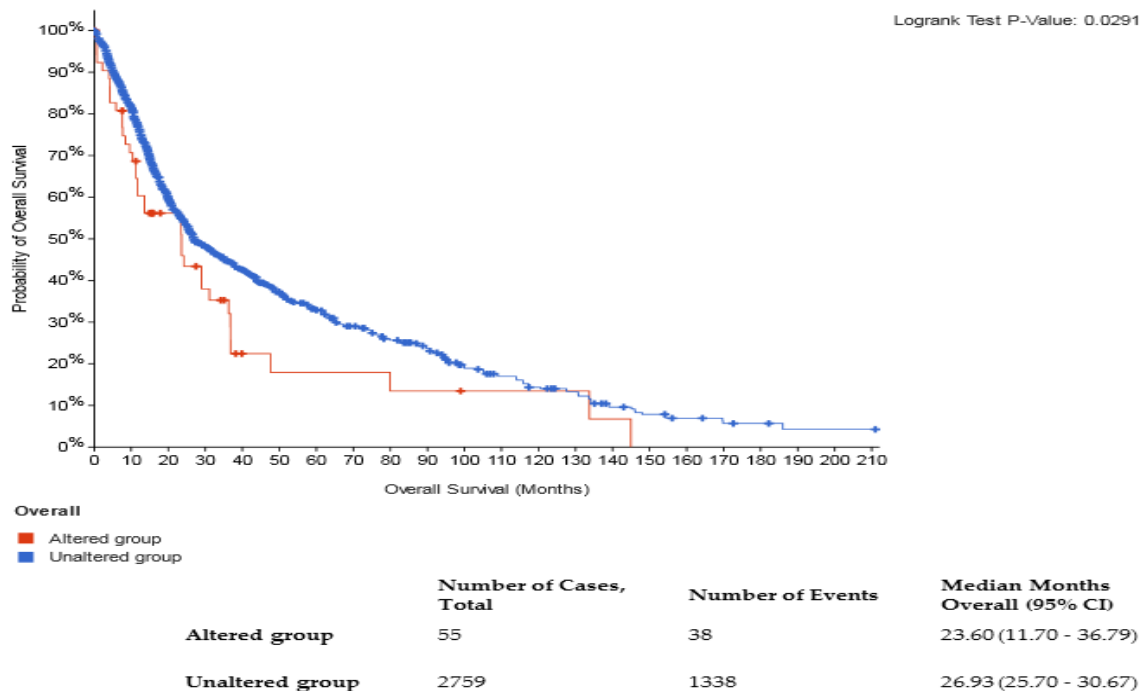 Logrank Test P-Value: 0.0291
100%
90%
80%
70%
60%
50%
40%
30%
20%
10%
0%
Probability of Overall Survival
0 10 20 30 40 50 60 70 80 90 100 110 120 130 140 150 160 170 180 190 200 210
Overall Survival (Months)
Overall
Altered group
Unaltered group
Number of Cases, Total Number of Events Median Months Overall (95% CI)
Altered group 55 38 23.60 (11.70 - 36.79)
Unaltered group 2759 1338 26.93 (25.70 - 30.67)